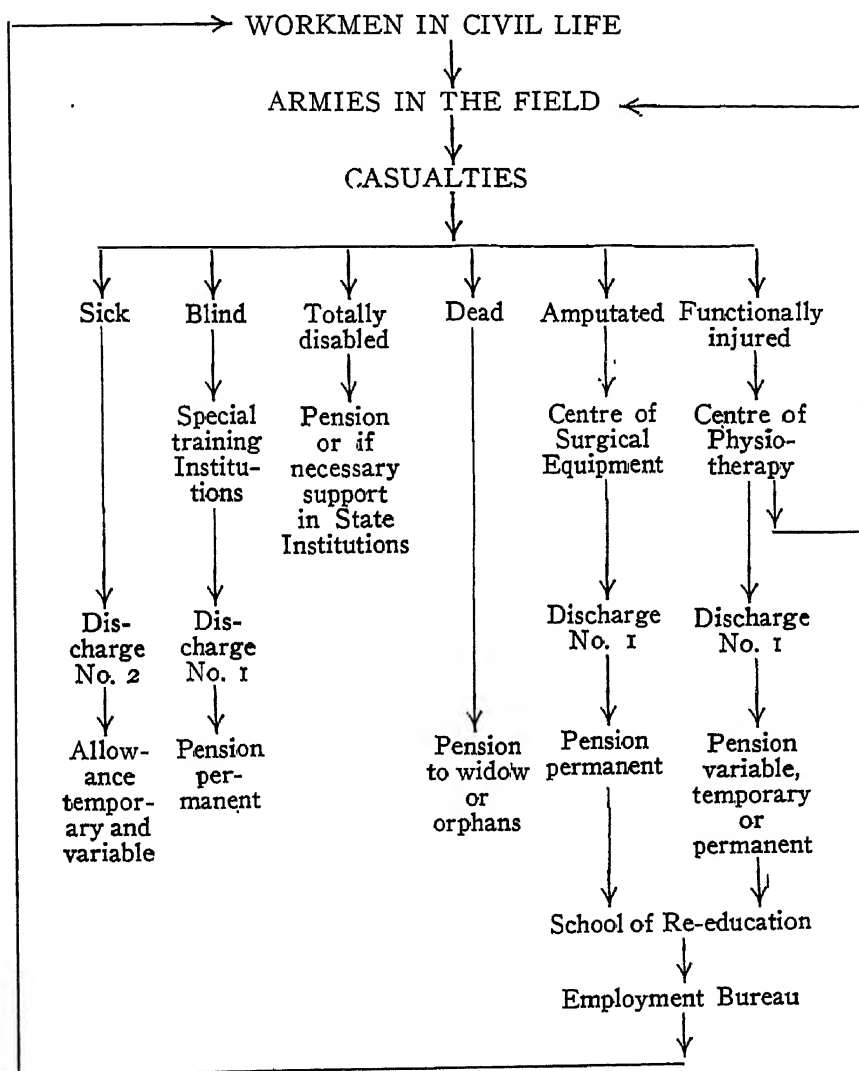 WORKMEN IN CIVIL LIFE
ARMIES IN THE FIELD
CASUALTIES
Sick
Blind
Totally
disabled
Dead
Amputated
Functionally
injured
Special
training
Institu-
tions
Pension
or if
necessary
support
in State
Institutions
Centre of
Surgical
Equipment
Centre of
Physio-
therapy
Dis-
charge
No. 2
Dis-
charge
No. 1
Discharge
No. 1
Discharge
No. 1
Allow-
ance
tempor-
ary and
variable
Pension
per-
manent
Pension
to widow
or
orphans
Pension
permanent
Pension
variable,
temporary
or
permanent
School of Re-education
Employment Bureau